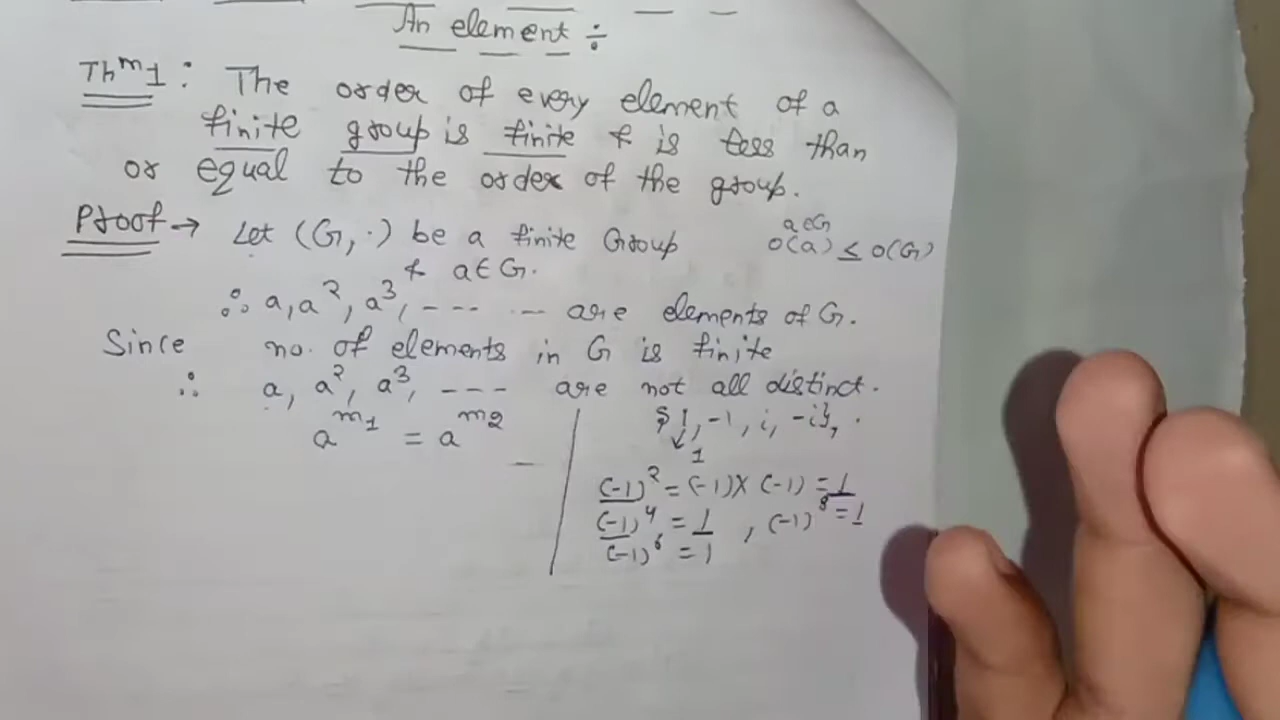 An element ÷
Thᵐ1: The order of every element of a
finite group is finite & is less than
or equal to the order of the group.
Proof → Let (G, ·) be a finite Group
a∈G
o(a) ≤ o(G)
& a∈G.
∴ a, a², a³, --- --- are elements of G.
Since no. of elements in G is finite
∴ a, a², a³, --- are not all distinct.
a^m1 = a^m2
{1, -1, i, -i}, ·
↙ 1
(-1)² = (-1)×(-1) = 1
(-1)⁴ = 1, (-1)⁸ = 1
(-1)⁶ = 1